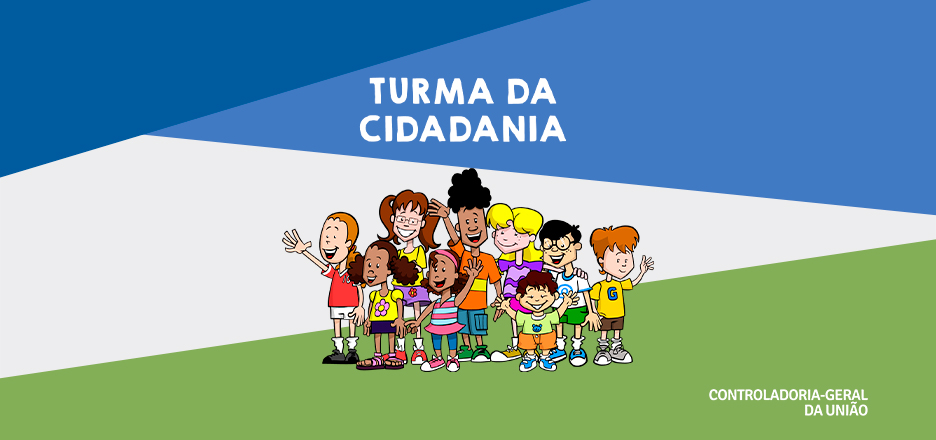 TURMA DA
CIDADANIA
G
CONTROLADORIA-GERAL
DA UNIÃO